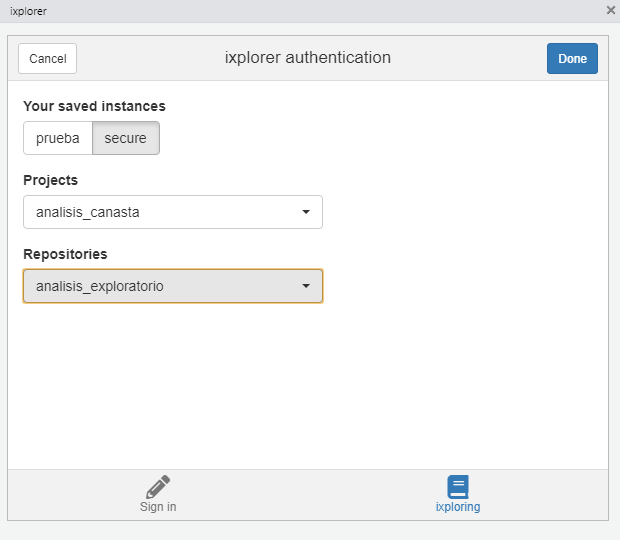 ixplorer
Cancel
ixplorer authentication
Done
Your saved instances
prueba
secure
Projects
analisis_canasta
Repositories
analisis_exploratorio
Sign in
ixploring